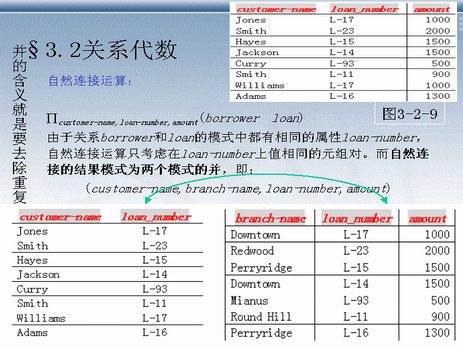 并的含义就是要去除重复
§3.2关系代数
自然连接运算：
customer-name loan_number amount
Jones L-17 1000
Smith L-23 2000
Hayes L-15 1500
Jackson L-14 1500
Curry L-93 500
Smith L-11 900
Williams L-17 1000
Adams L-16 1300
图3-2-9
∏customer-name, loan-number, amount(borrower loan)
由于关系borrower和loan的模式中都有相同的属性loan-number，
自然连接运算只考虑在loan-number上值相同的元组对。而自然连
接的结果模式为两个模式的并，即：
(customer-name, branch-name, loan-number, amount)
customer-name loan_number
Jones L-17
Smith L-23
Hayes L-15
Jackson L-14
Curry L-93
Smith L-11
Williams L-17
Adams L-16
branch-name loan_number amount
Downtown L-17 1000
Redwood L-23 2000
Perryridge L-15 1500
Downtown L-14 1500
Mianus L-93 500
Round Hill L-11 900
Perryridge L-16 1300